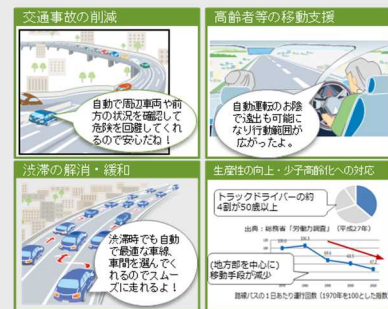 交通事故の削減
自動で周辺車両や前
方の状況を確認して
危険を回避してくれ
るので安心だね！
高齢者等の移動支援
自動運転のお陰
で遠出も可能に
なり行動範囲が
広がったよ。
渋滞の解消・緩和
渋滞時でも自動
で最適な車線、
車間を選んでく
れるのでスムー
ズに走れるよ！
生産性の向上・少子高齢化への対応
トラックドライバーの約
4割が50歳以上
出典：総務省「労働力調査」（平成27年）
(地方部を中心に)
移動手段が減少
路線バスの1日あたり運行回数（1970年を100とした指数）